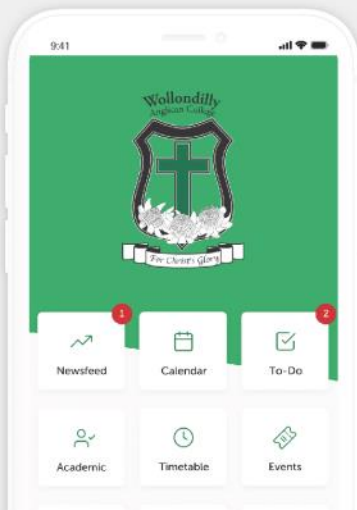 9:41
Wollondilly
Anglican College
For Christ's Glory
1
2
Newsfeed
Calendar
To-Do
Academic
Timetable
Events